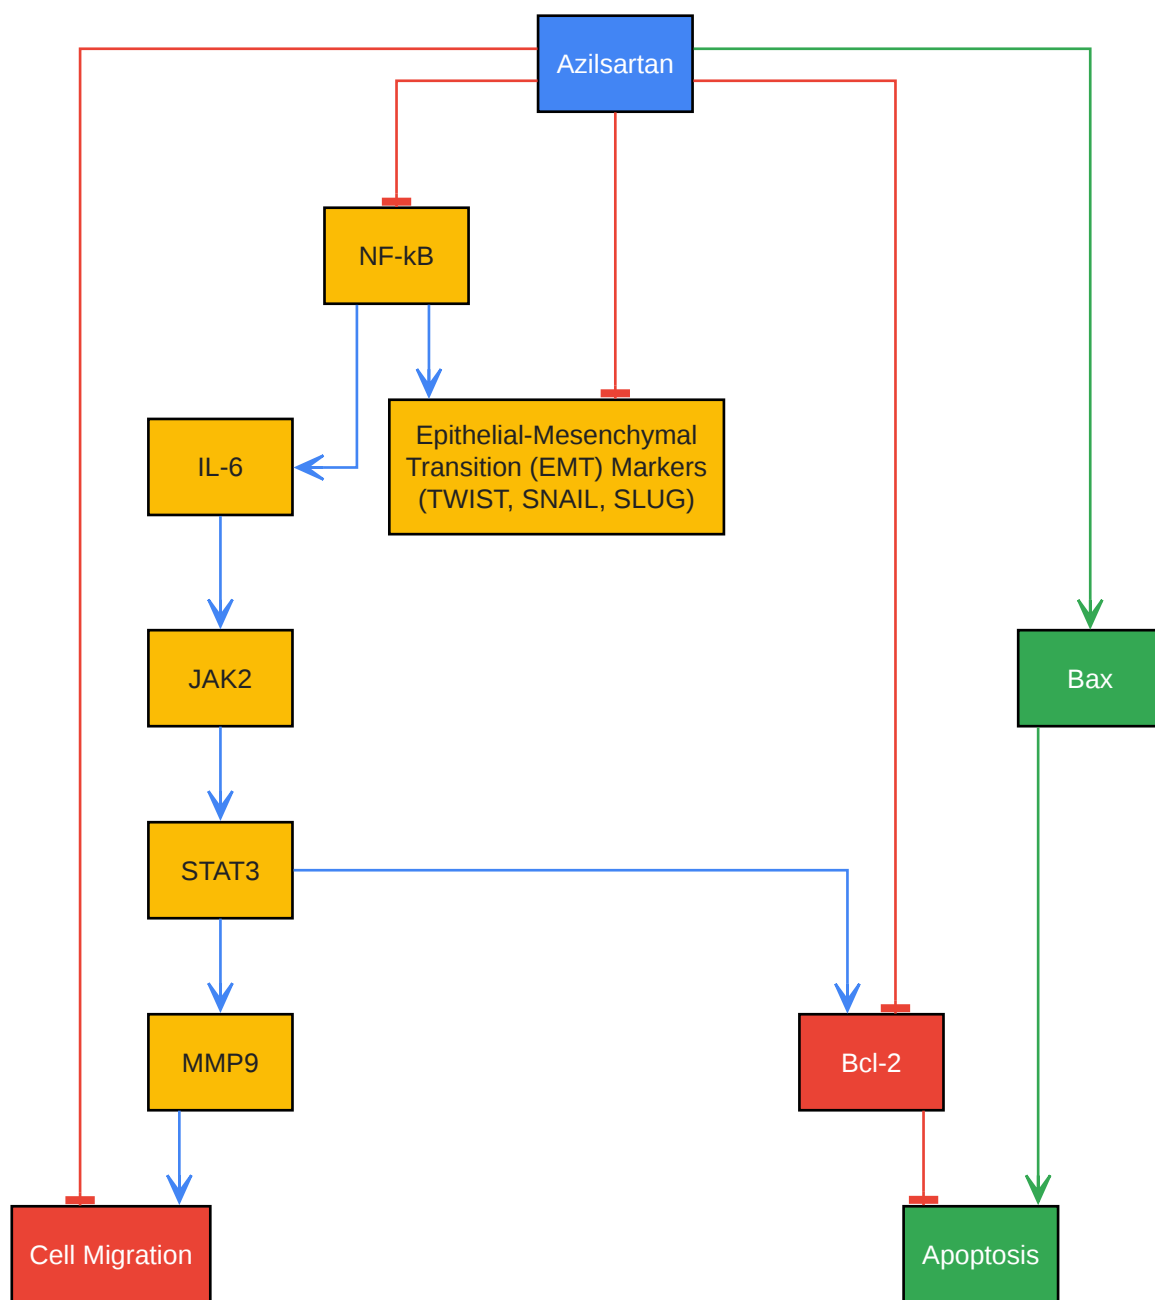 Azilsartan
NF-kB
Epithelial-Mesenchymal
Transition (EMT) Markers
(TWIST, SNAIL, SLUG)
IL-6
JAK2
Bax
STAT3
MMP9
Bcl-2
Cell Migration
Apoptosis